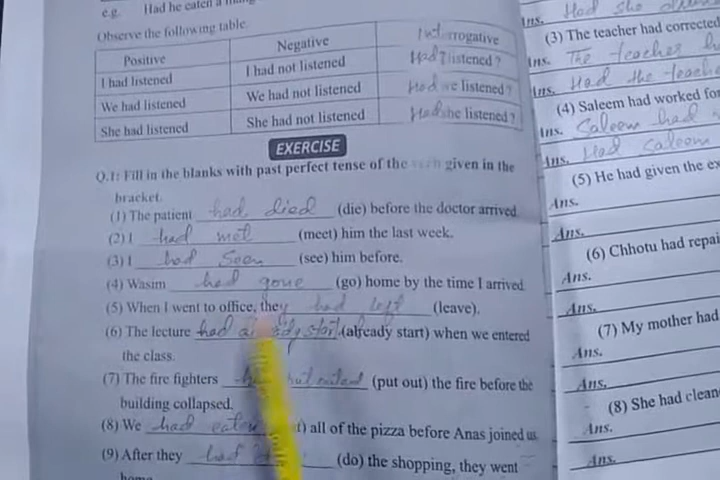 e.g. Had he eaten a
Observe the following table.
Positive Negative Interrogative
I had listened I had not listened Had I listened?
We had listened We had not listened Had we listened?
She had listened She had not listened Had she listened?
EXERCISE
Q.1: Fill in the blanks with past perfect tense of the verb given in the
bracket.
(1) The patient had died (die) before the doctor arrived.
(2) I had met (meet) him the last week.
(3) I had seen (see) him before.
(4) Wasim had gone (go) home by the time I arrived
(5) When I went to office, they had left (leave).
(6) The lecture had already start (already start) when we entered
the class.
(7) The fire fighters (put out) the fire before the
building collapsed.
(8) We had all of the pizza before Anas joined us
(9) After they had (do) the shopping, they went
home
Ans. Had she
(3) The teacher had corrected
Ans. The teacher
Ans. Had the teache
(4) Saleem had worked for
Ans. Saleem had
Ans. Had Saleem
(5) He had given the ex
Ans.
Ans.
(6) Chhotu had repai
Ans.
Ans.
(7) My mother had
Ans.
Ans.
(8) She had clean
Ans.
Ans.